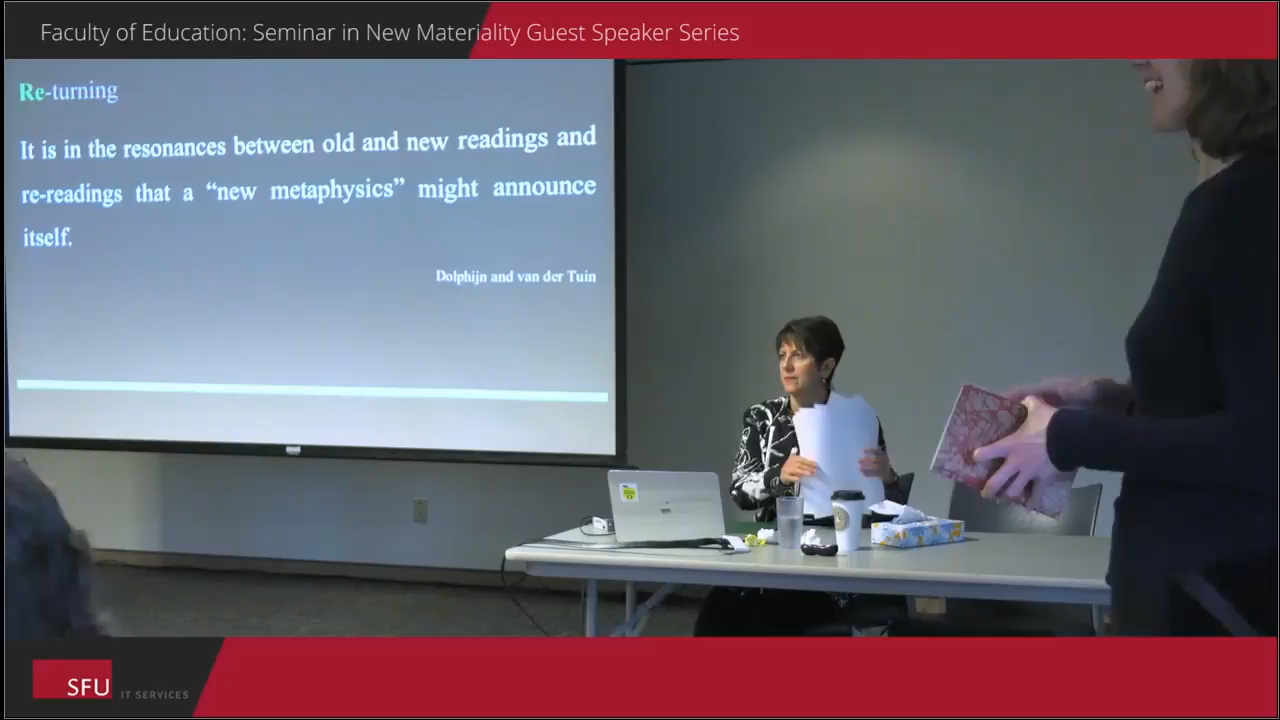 Faculty of Education: Seminar in New Materiality Guest Speaker Series
Re-turning
It is in the resonances between old and new readings and
re-readings that a “new metaphysics” might announce
itself.
Dolphijn and van der Tuin
SFU IT SERVICES